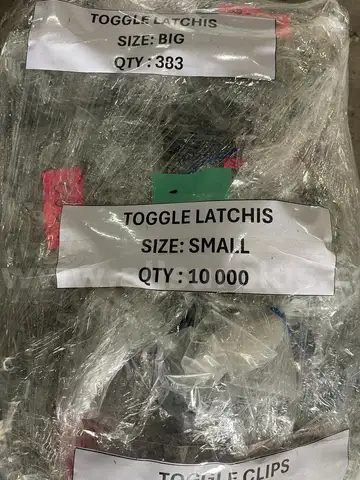 TOGGLE LATCHIS
SIZE: BIG
QTY : 383
TOGGLE LATCHIS
SIZE: SMALL
QTY : 10 000
TOGGLE CLIPS